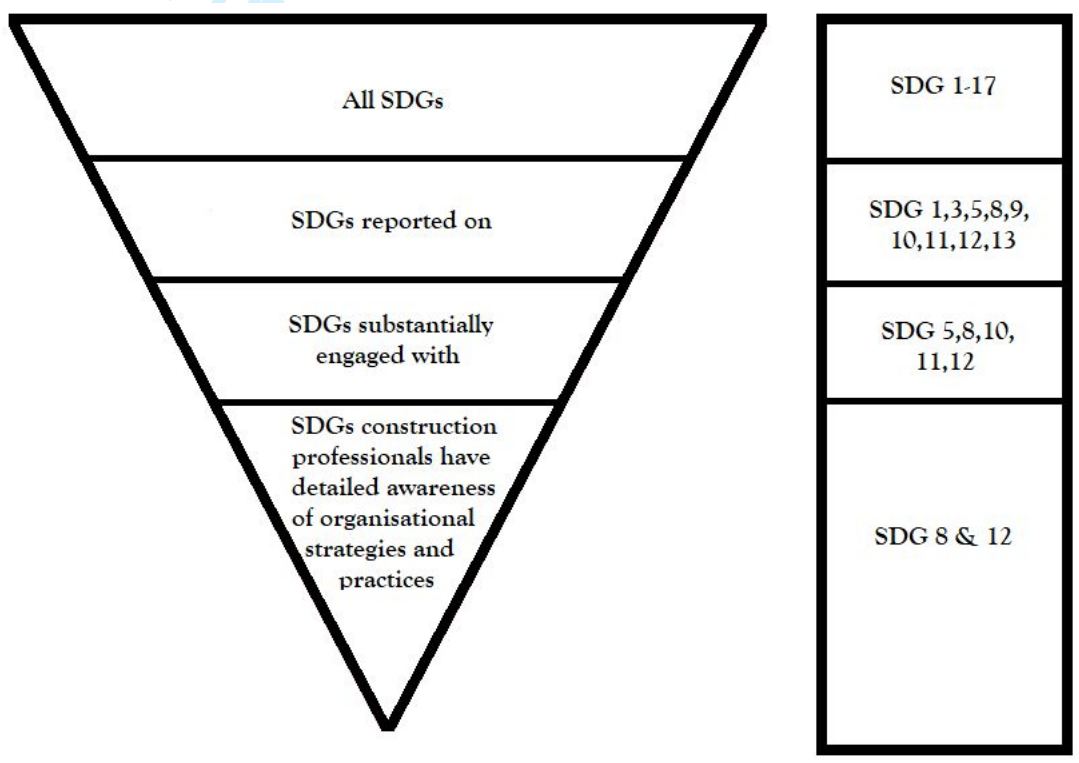 All SDGs
SDG 1-17
SDGs reported on
SDG 1,3,5,8,9,
10,11,12,13
SDGs substantially
engaged with
SDG 5,8,10,
11,12
SDGs construction
professionals have
detailed awareness
of organisational
strategies and
practices
SDG 8 & 12